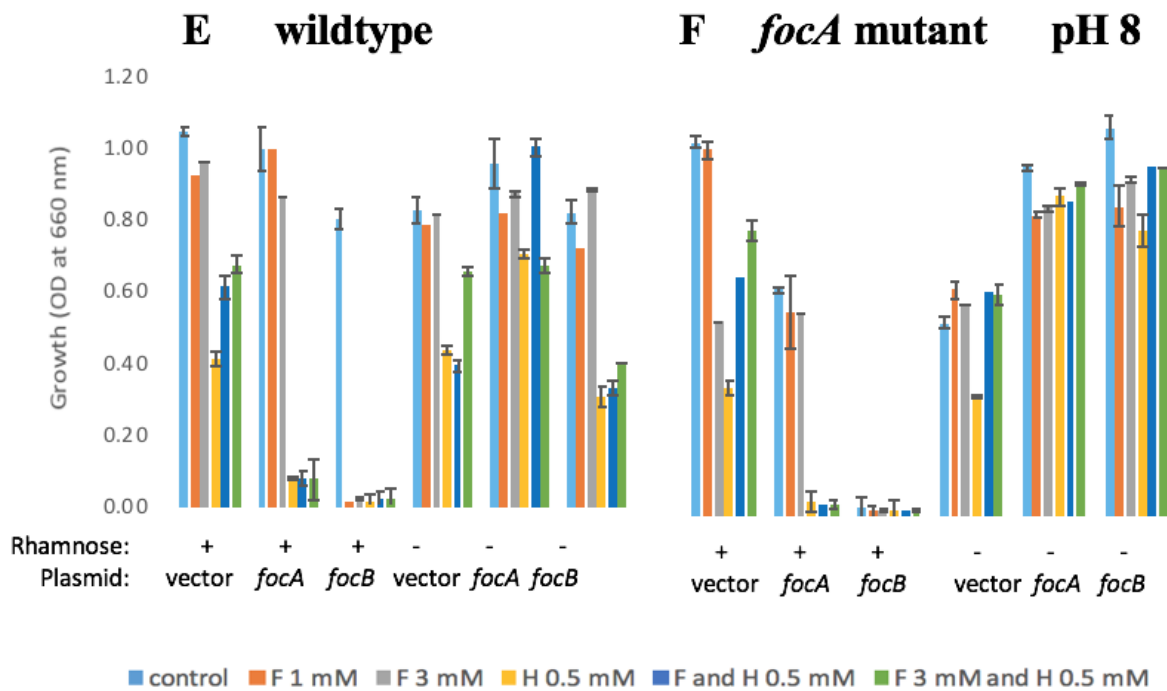 E wildtype F focA mutant pH 8
Growth (OD at 660 nm)
1.20
1.00
0.80
0.60
0.40
0.20
0.00
Rhamnose: + + + - - - + + + - - -
Plasmid: vector focA focB vector focA focB vector focA focB vector focA focB
control F 1 mM F 3 mM H 0.5 mM F and H 0.5 mM F 3 mM and H 0.5 mM